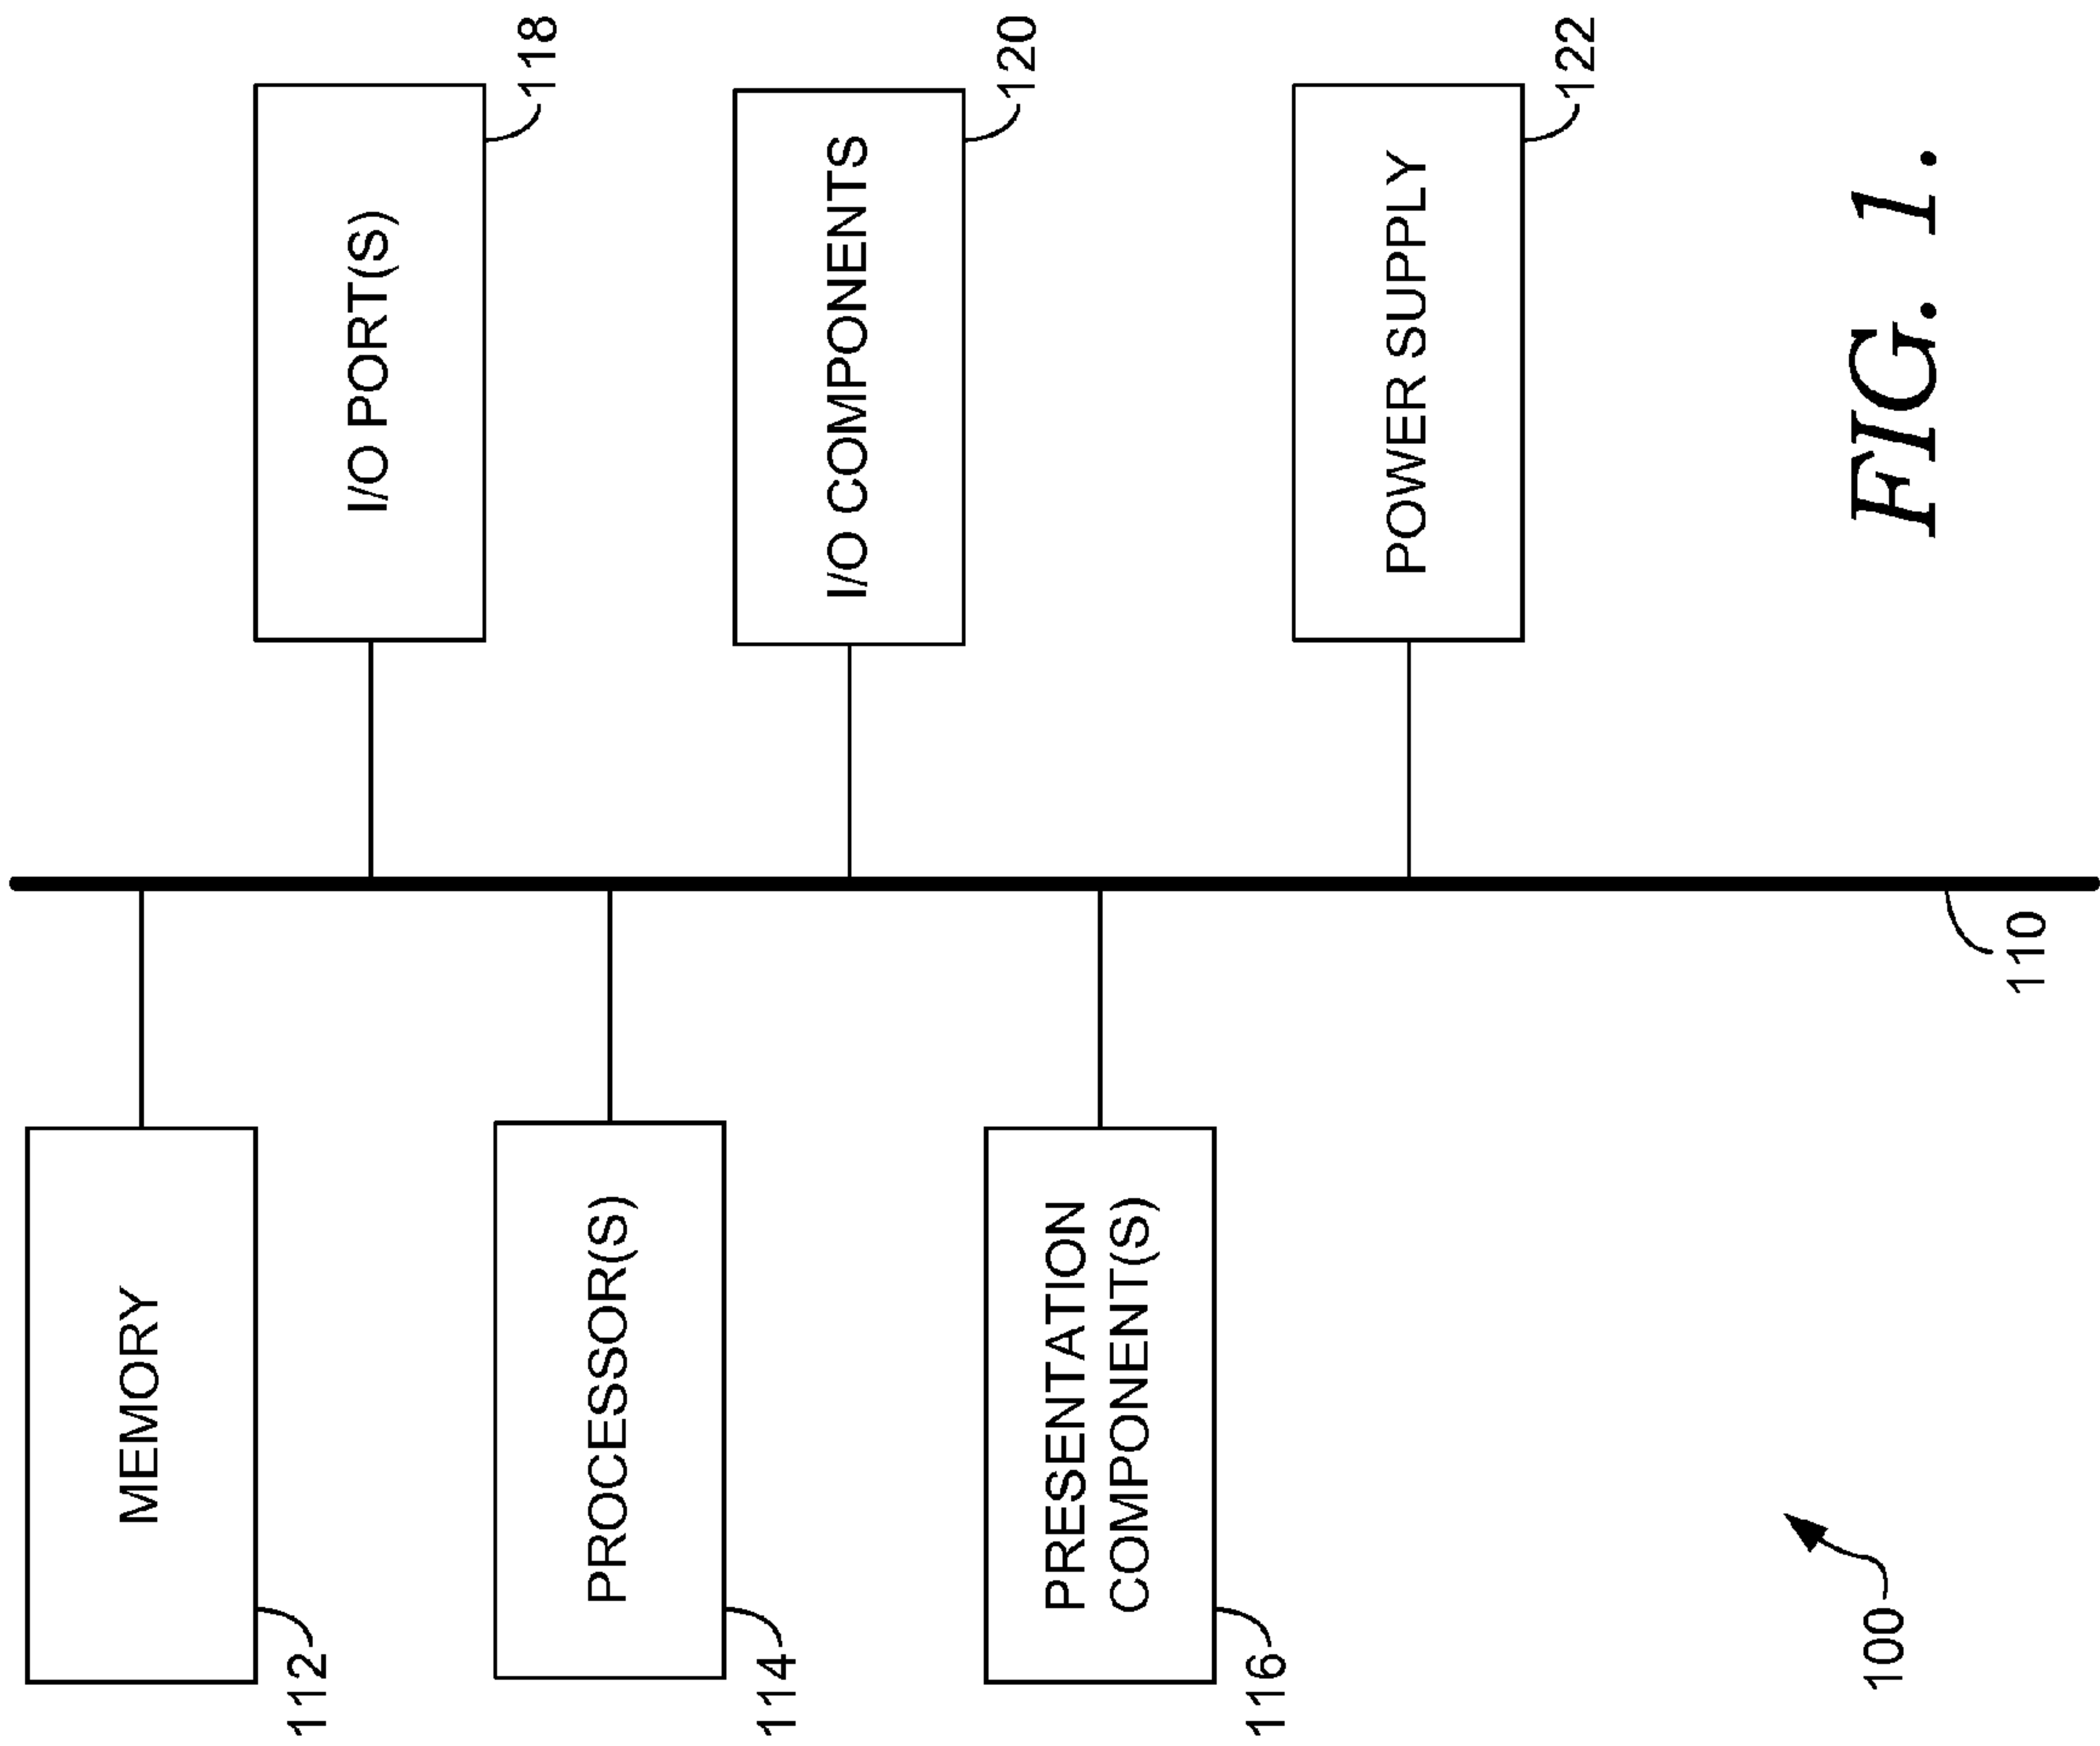 MEMORY
112
PROCESSOR(S)
114
PRESENTATION
COMPONENT(S)
116
100
I/O PORT(S)
118
I/O COMPONENTS
120
POWER SUPPLY
122
110
FIG. 1.